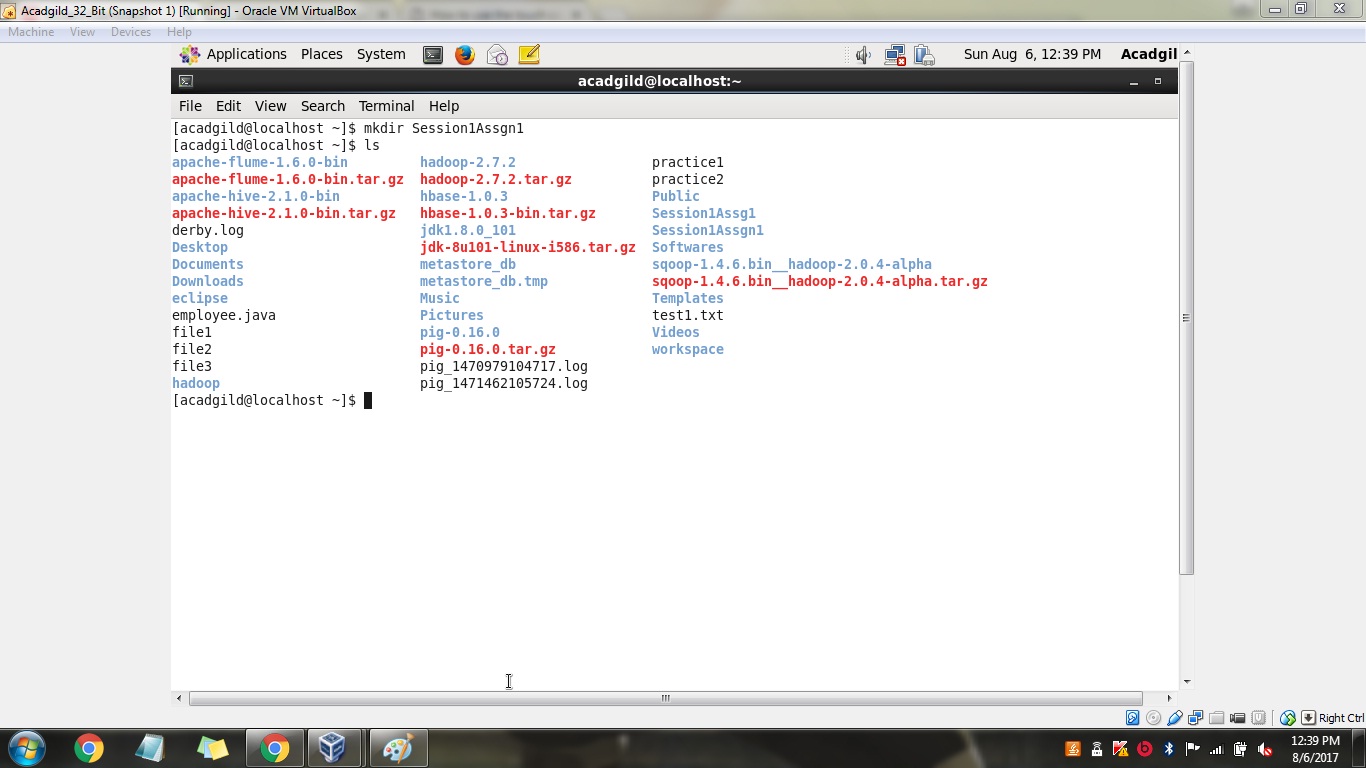 Acadgild_32_Bit (Snapshot 1) [Running] - Oracle VM VirtualBox
Machine View Devices Help
Applications Places System Sun Aug 6, 12:39 PM Acadgil
acadgild@localhost:~
File Edit View Search Terminal Help
[acadgild@localhost ~]$ mkdir Session1Assgn1
[acadgild@localhost ~]$ ls
apache-flume-1.6.0-bin hadoop-2.7.2 practice1
apache-flume-1.6.0-bin.tar.gz hadoop-2.7.2.tar.gz practice2
apache-hive-2.1.0-bin hbase-1.0.3 Public
apache-hive-2.1.0-bin.tar.gz hbase-1.0.3-bin.tar.gz Session1Assg1
derby.log jdk1.8.0_101 Session1Assgn1
Desktop jdk-8u101-linux-i586.tar.gz Softwares
Documents metastore_db sqoop-1.4.6.bin__hadoop-2.0.4-alpha
Downloads metastore_db.tmp sqoop-1.4.6.bin__hadoop-2.0.4-alpha.tar.gz
eclipse Music Templates
employee.java Pictures test1.txt
file1 pig-0.16.0 Videos
file2 pig-0.16.0.tar.gz workspace
file3 pig_1470979104717.log
hadoop pig_1471462105724.log
[acadgild@localhost ~]$
Right Ctrl
12:39 PM
8/6/2017